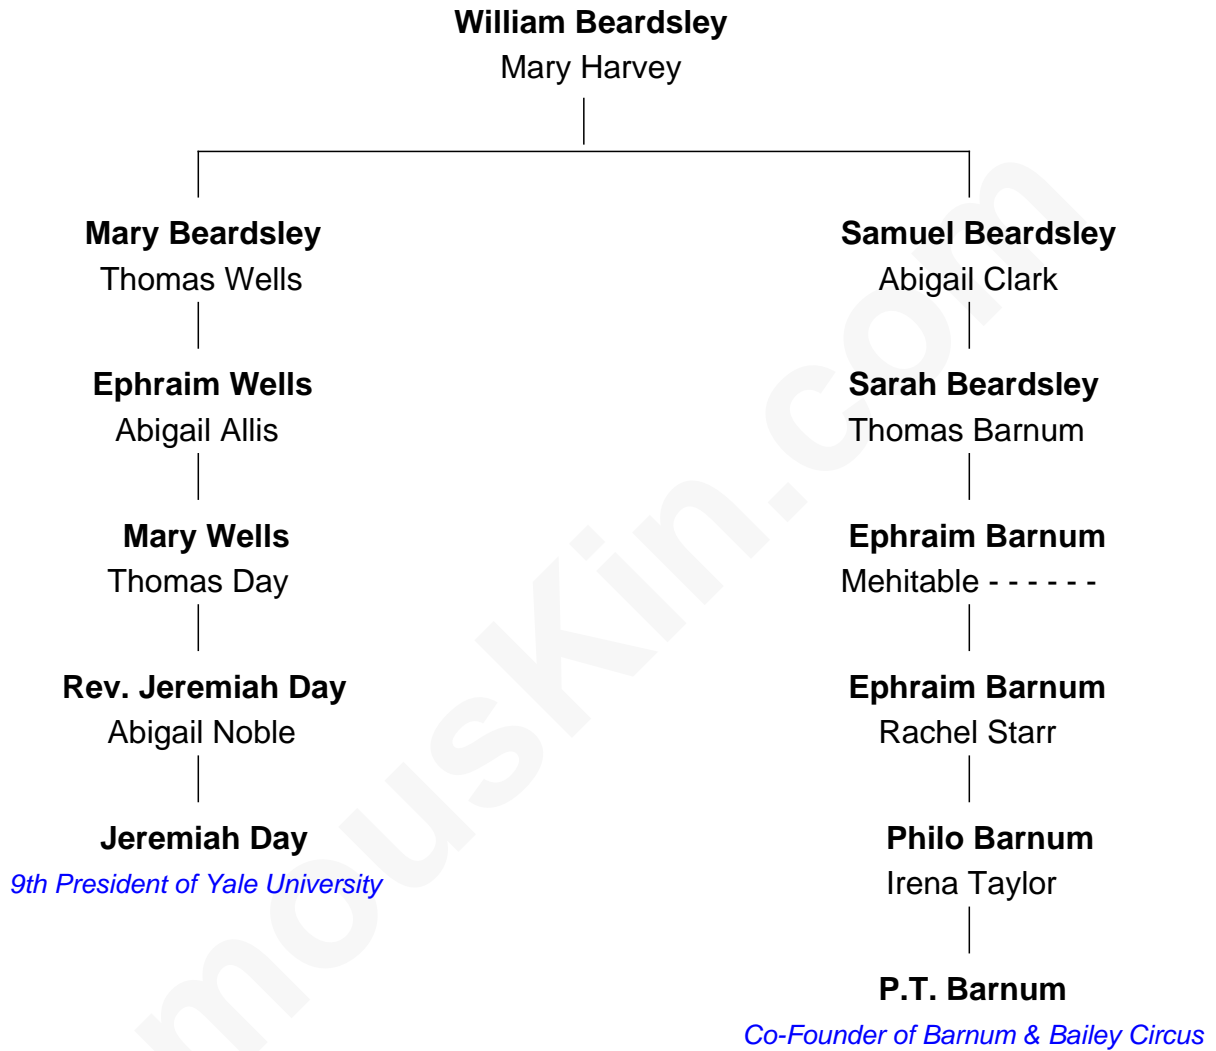 William Beardsley
Mary Harvey
Mary Beardsley
Thomas Wells
Samuel Beardsley
Abigail Clark
Ephraim Wells
Abigail Allis
Sarah Beardsley
Thomas Barnum
Mary Wells
Thomas Day
Ephraim Barnum
Mehitable - - - - - -
Rev. Jeremiah Day
Abigail Noble
Ephraim Barnum
Rachel Starr
Jeremiah Day
9th President of Yale University
Philo Barnum
Irena Taylor
P.T. Barnum
Co-Founder of Barnum & Bailey Circus
mousKin.com